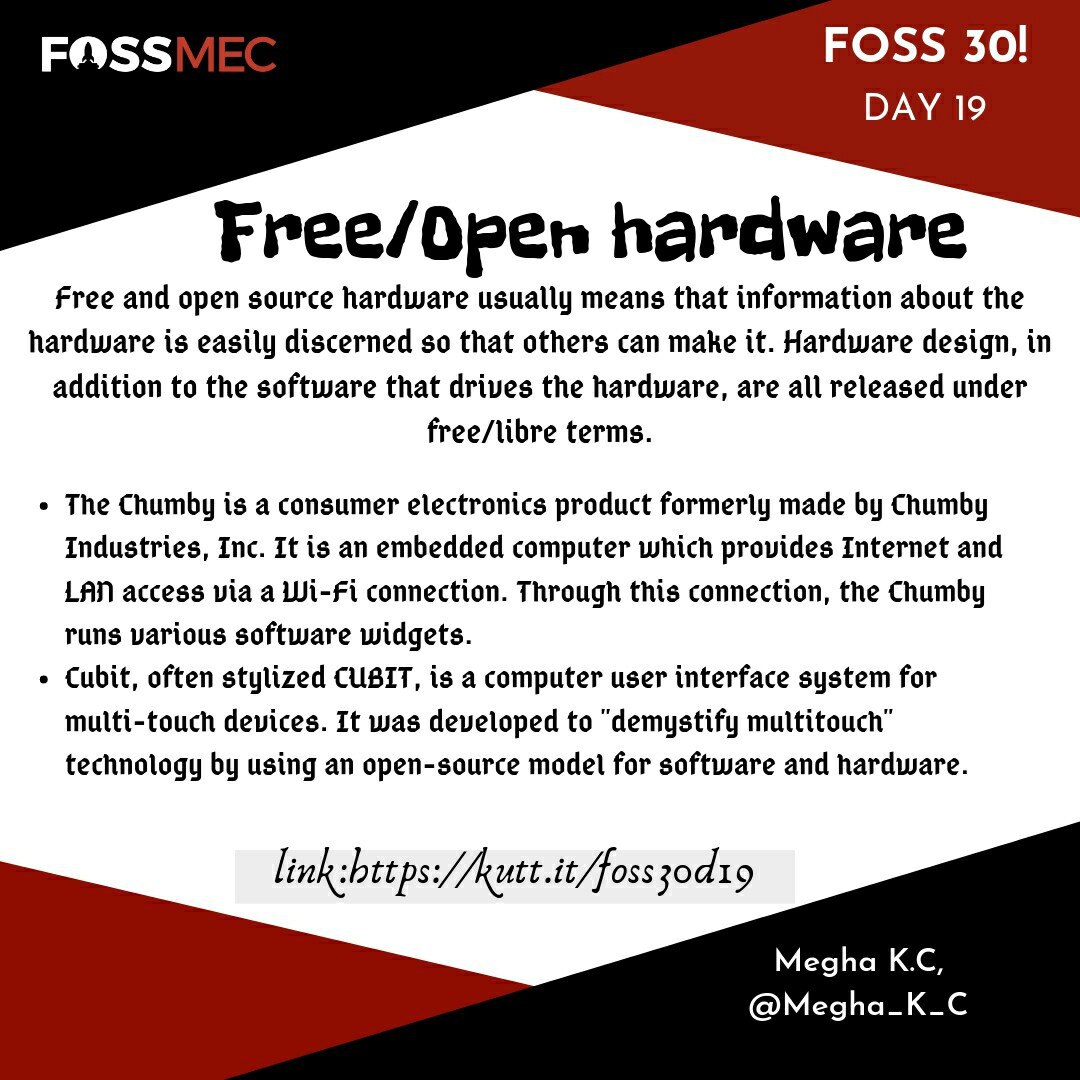 FOSSMEC
FOSS 30!
DAY 19
Free/Open hardware
Free and open source hardware usually means that information about the
hardware is easily discerned so that others can make it. Hardware design, in
addition to the software that drives the hardware, are all released under
free/libre terms.
• The Chumby is a consumer electronics product formerly made by Chumby
Industries, Inc. It is an embedded computer which provides Internet and
LAN access via a Wi-Fi connection. Through this connection, the Chumby
runs various software widgets.
• Cubit, often stylized CUBIT, is a computer user interface system for
multi-touch devices. It was developed to "demystify multitouch"
technology by using an open-source model for software and hardware.
link:https://kutt.it/foss30d19
Megha K.C,
@Megha_K_C